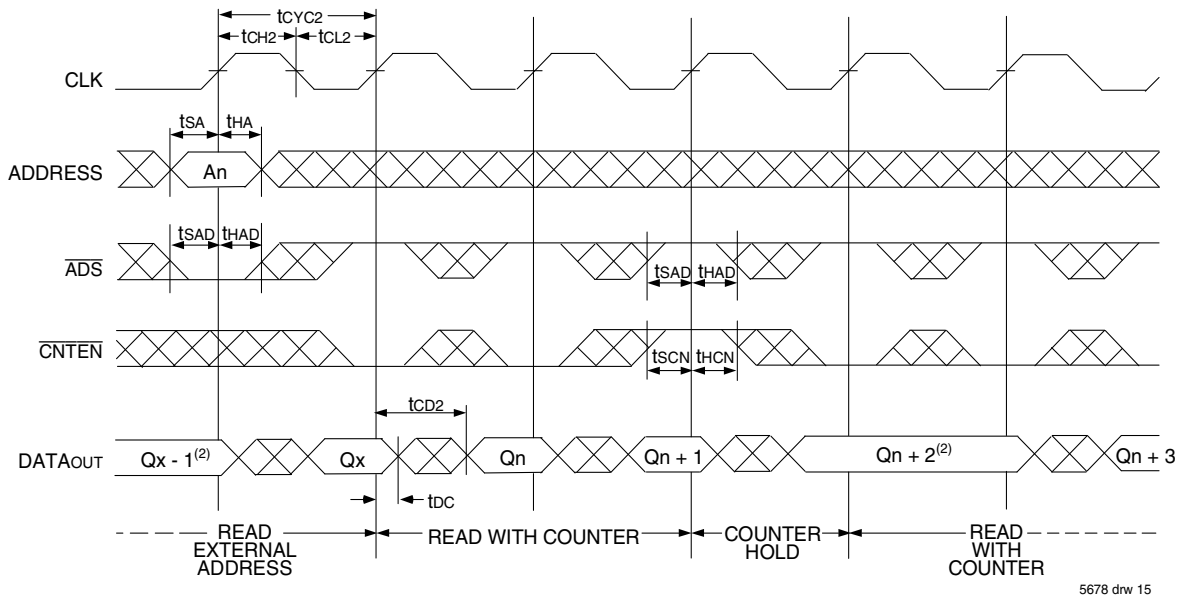 tCYC2
tCH2 tCL2
CLK
tSA tHA
ADDRESS An
tSAD tHAD
ADS tSAD tHAD
CNTEN
tSCN tHCN
tCD2
DATAOUT Qx - 1(2) Qx Qn Qn + 1 Qn + 2(2) Qn + 3
tDC
READ EXTERNAL ADDRESS
READ WITH COUNTER
COUNTER HOLD
READ WITH COUNTER
5678 drw 15